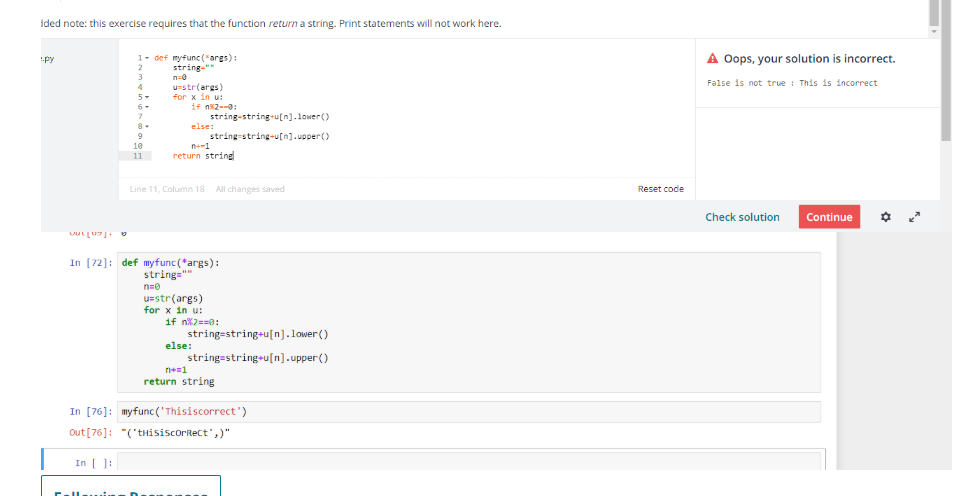 dded note: this exercise requires that the function return a string. Print statements will not work here.
.py
1 def myfunc(*args):
2 string=""
3 n=0
4 u=str(args)
5 for x in u:
6 if n%2==0:
7 string=string+u[n].lower()
8 else:
9 string=string+u[n].upper()
10 n+=1
11 return string
Line 11, Column 18 All changes saved
Reset code
Oops, your solution is incorrect.
False is not true : This is incorrect
Check solution
Continue
Out[69]: 0
In [72]: def myfunc(*args):
string=""
n=0
u=str(args)
for x in u:
if n%2==0:
string=string+u[n].lower()
else:
string=string+u[n].upper()
n+=1
return string
In [76]: myfunc('Thisiscorrect')
Out[76]: "('tHiSiScOrReCt',)"
In [ ]:
Following Responses